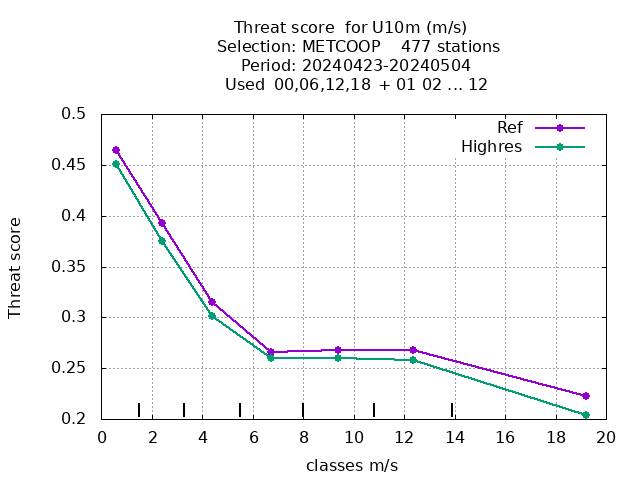 Threat score  for U10m (m/s)
Selection: METCOOP    477 stations
Period: 20240423-20240504
Used  00,06,12,18  + 01 02 ... 12
0.5
0.45
0.4
0.35
0.3
0.25
0.2
Threat score
Ref
Highres
0 2 4 6 8 10 12 14 16 18 20
classes m/s